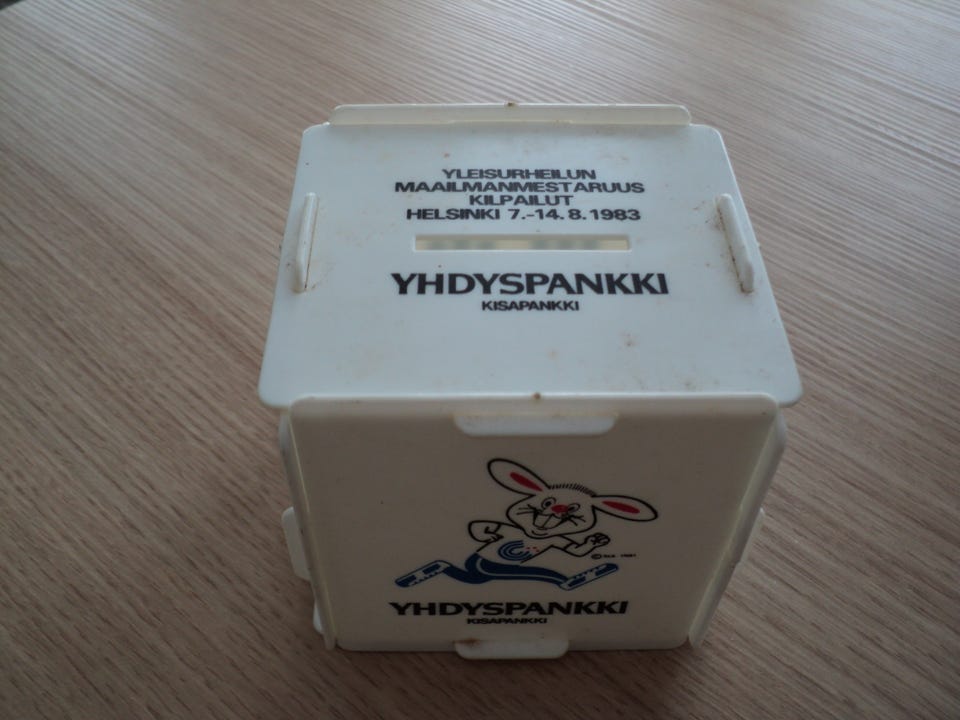 YLEISURHEILUN
MAAILMANMESTARUUS
KILPAILUT
HELSINKI 7.-14.8.1983
YHDYSPANKKI
KISAPANKKI
YHDYSPANKKI
KISAPANKKI